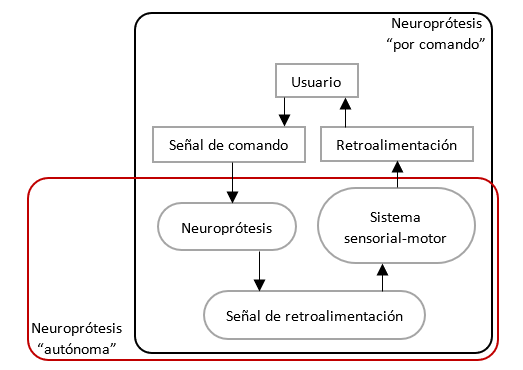 Neuroprótesis
“por comando”
Usuario
Señal de comando
Retroalimentación
Neuroprótesis
Sistema
sensorial-motor
Señal de retroalimentación
Neuroprótesis
“autónoma”